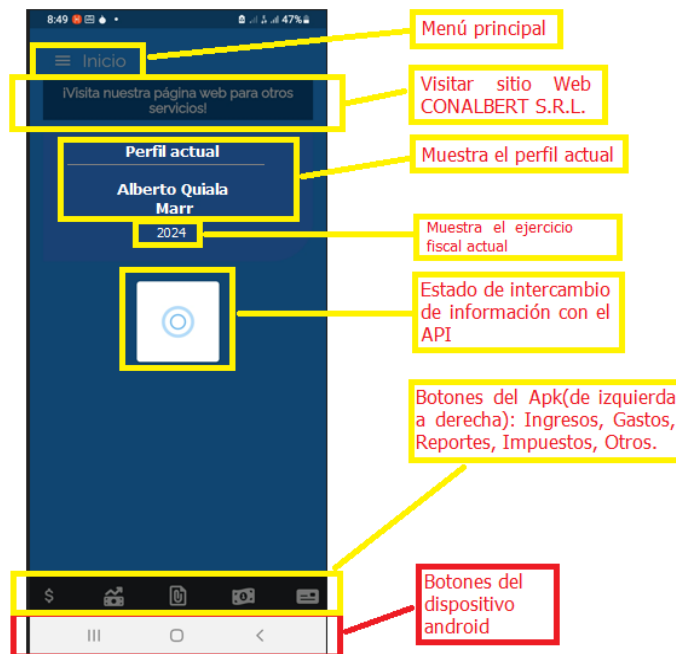 8:49
47%
Inicio
¡Visita nuestra página web para otros
servicios!
Perfil actual
Alberto Quiala
Marr
2024
Menú principal
Visitar sitio Web
CONALBERT S.R.L.
Muestra el perfil actual
Muestra el ejercicio
fiscal actual
Estado de intercambio
de información con el
API
Botones del Apk(de izquierda
a derecha): Ingresos, Gastos,
Reportes, Impuestos, Otros.
Botones del
dispositivo
android